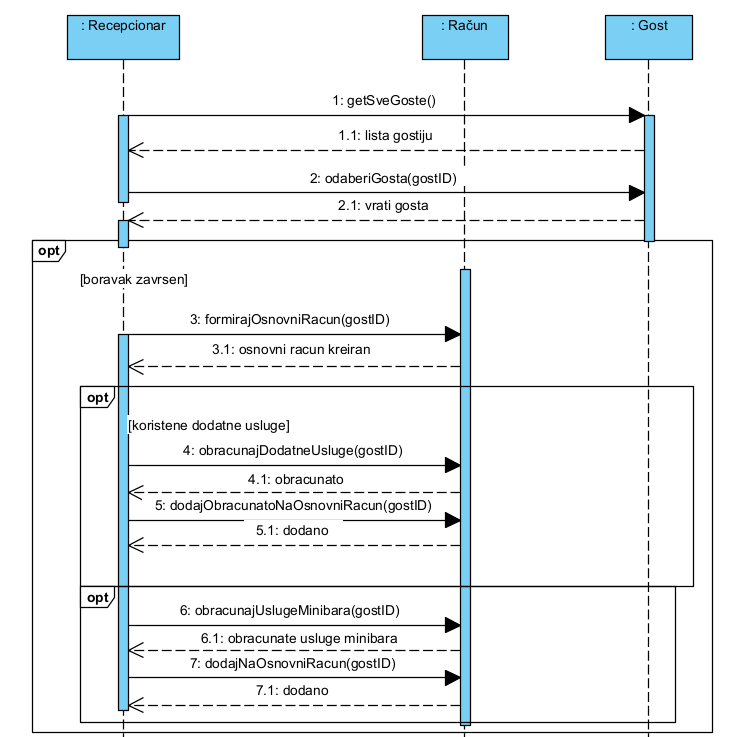 : Recepcionar
: Račun
: Gost
1: getSveGoste()
1.1: lista gostiju
2: odaberiGosta(gostID)
2.1: vrati gosta
opt
[boravak zavrsen]
3: formirajOsnovniRacun(gostID)
3.1: osnovni racun kreiran
opt
[koristene dodatne usluge]
4: obracunajDodatneUsluge(gostID)
4.1: obracunato
5: dodajObracunatoNaOsnovniRacun(gostID)
5.1: dodano
opt
6: obracunajUslugeMinibara(gostID)
6.1: obracunate usluge minibara
7: dodajNaOsnovniRacun(gostID)
7.1: dodano